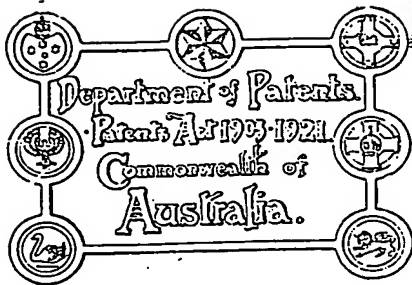 Department of Patents.
Patents Act 1903-1921.
Commonwealth of
Australia.